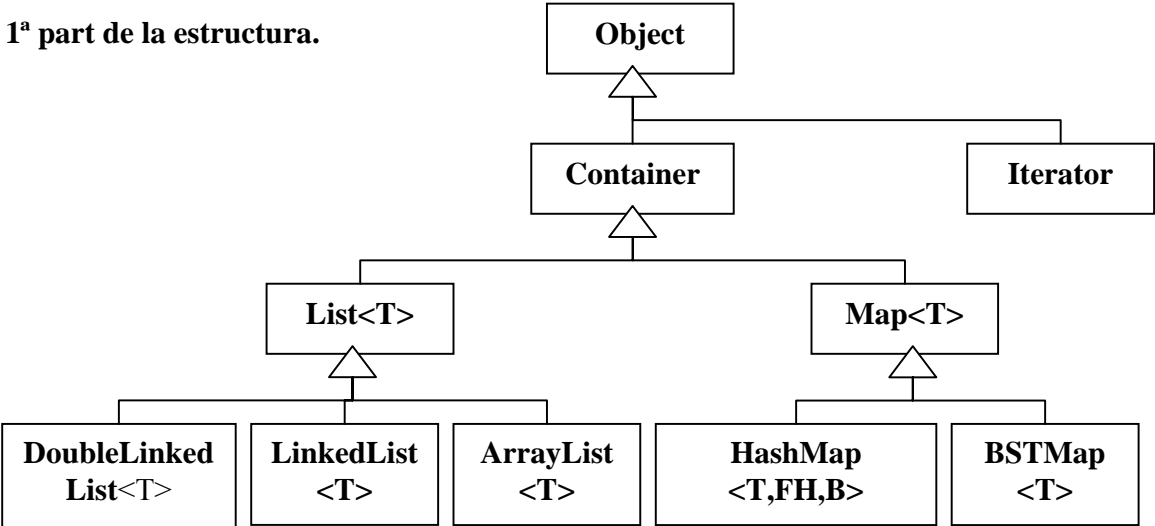 1ª part de la estructura.
Object
Container
Iterator
List<T>
Map<T>
DoubleLinked
List<T>
LinkedList
<T>
ArrayList
<T>
HashMap
<T,FH,B>
BSTMap
<T>